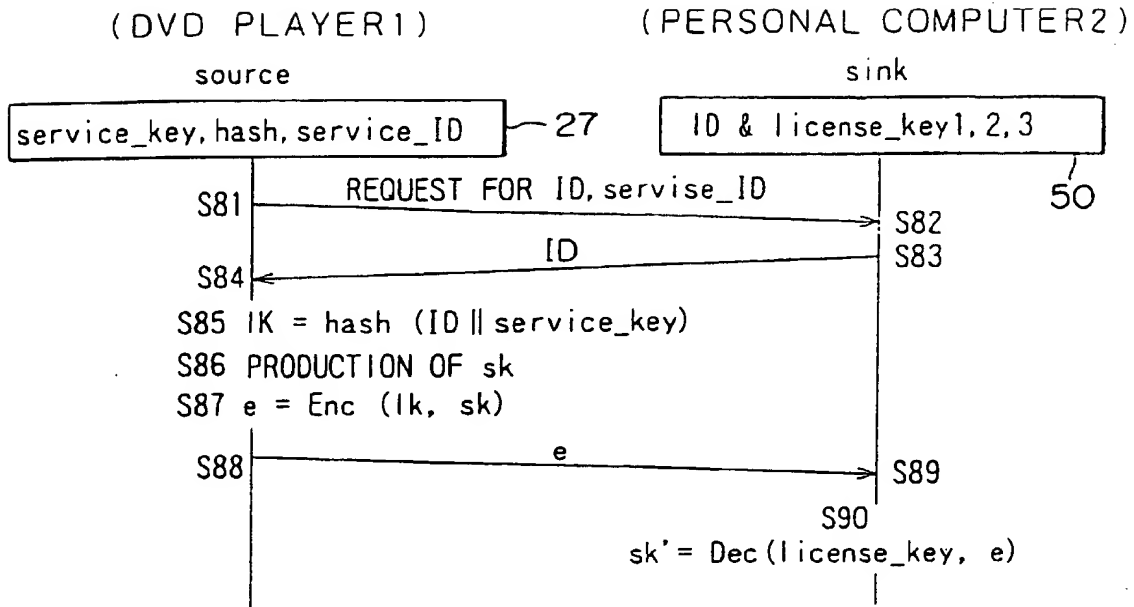 (DVD PLAYER1)
(PERSONAL COMPUTER2)
source
sink
service_key, hash, service_ID
27
ID & license_key1, 2, 3
50
S81
REQUEST FOR ID, servise_ID
S82
ID
S83
S84
S85 lK = hash (ID || service_key)
S86 PRODUCTION OF sk
S87 e = Enc (lk, sk)
S88
e
S89
S90
sk' = Dec(license_key, e)